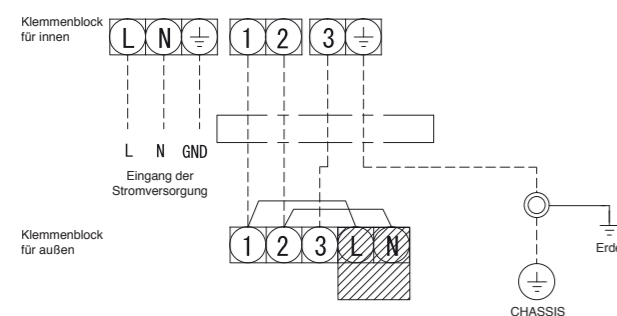 Klemmenblock
für innen
L N 1 2 3
L N GND
Eingang der
Stromversorgung
Klemmenblock
für außen
1 2 3 L N
Erde
CHASSIS